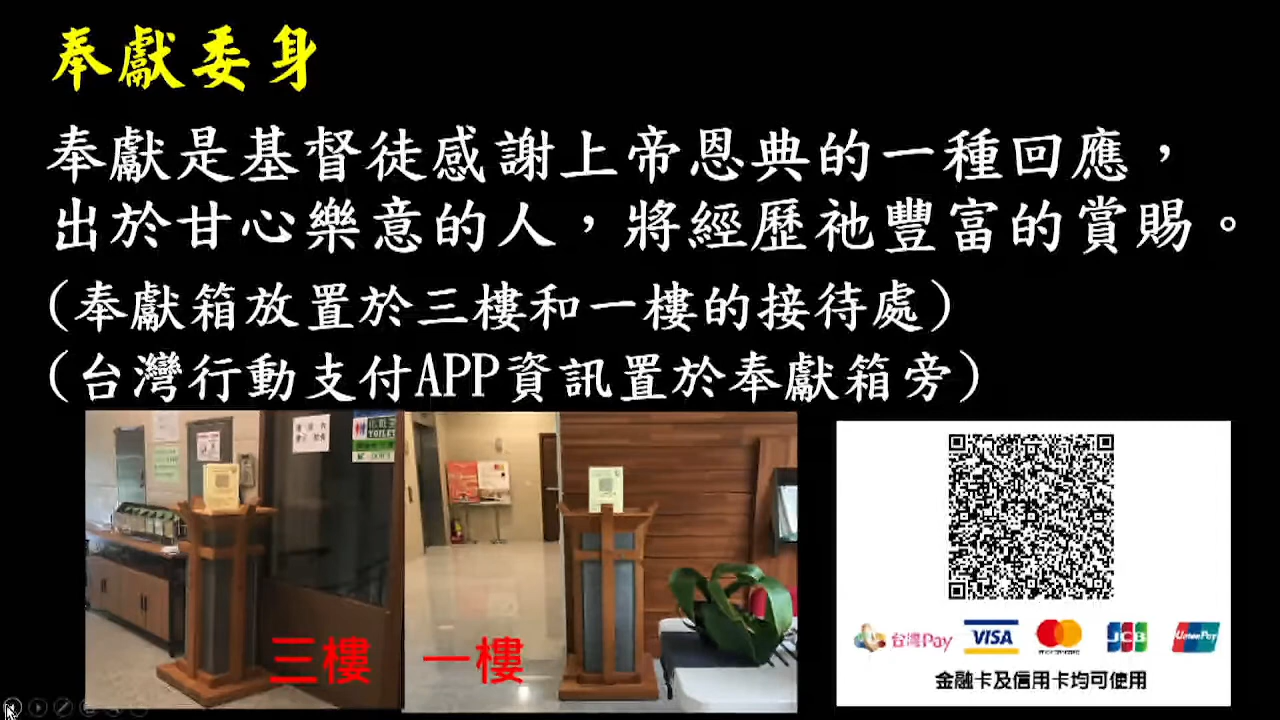 奉獻委身
奉獻是基督徒感謝上帝恩典的一種回應，
出於甘心樂意的人，將經歷祂豐富的賞賜。
(奉獻箱放置於三樓和一樓的接待處)
(台灣行動支付APP資訊置於奉獻箱旁)
TOILET
三樓
一樓
台灣Pay
VISA
mastercard
JCB
UnionPay
金融卡及信用卡均可使用